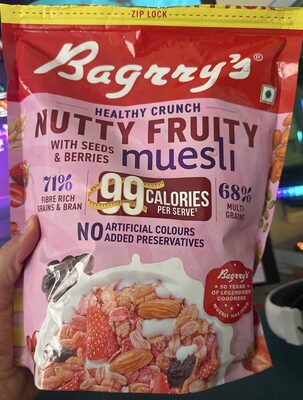 ZIP LOCK
Bagrry's®
HEALTHY CRUNCH
NUTTY FRUITY
WITH SEEDS
& BERRIES
muesli
71%
FIBRE RICH
GRAINS & BRAN
99 CALORIES
PER SERVE
68%
MULTI-
GRAINS
NO ARTIFICIAL COLOURS
ADDED PRESERVATIVES
Bagrry's
30 YEARS
OF LEGENDARY
GOODNESS